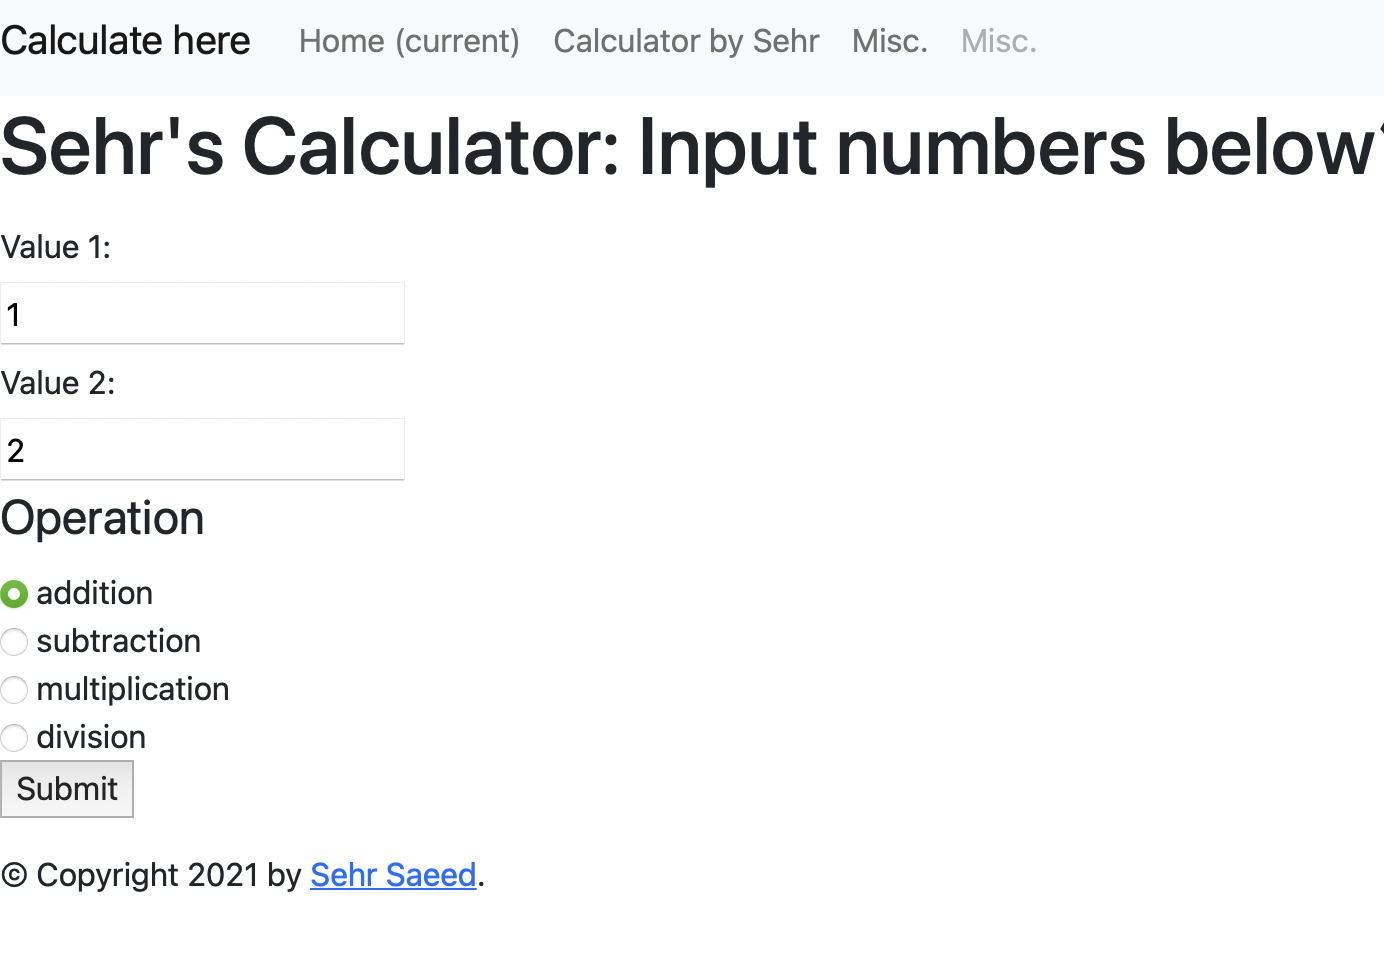 Calculate here Home (current) Calculator by Sehr Misc. Misc.
Sehr's Calculator: Input numbers below
Value 1:
1
Value 2:
2
Operation
addition
subtraction
multiplication
division
Submit
© Copyright 2021 by Sehr Saeed.